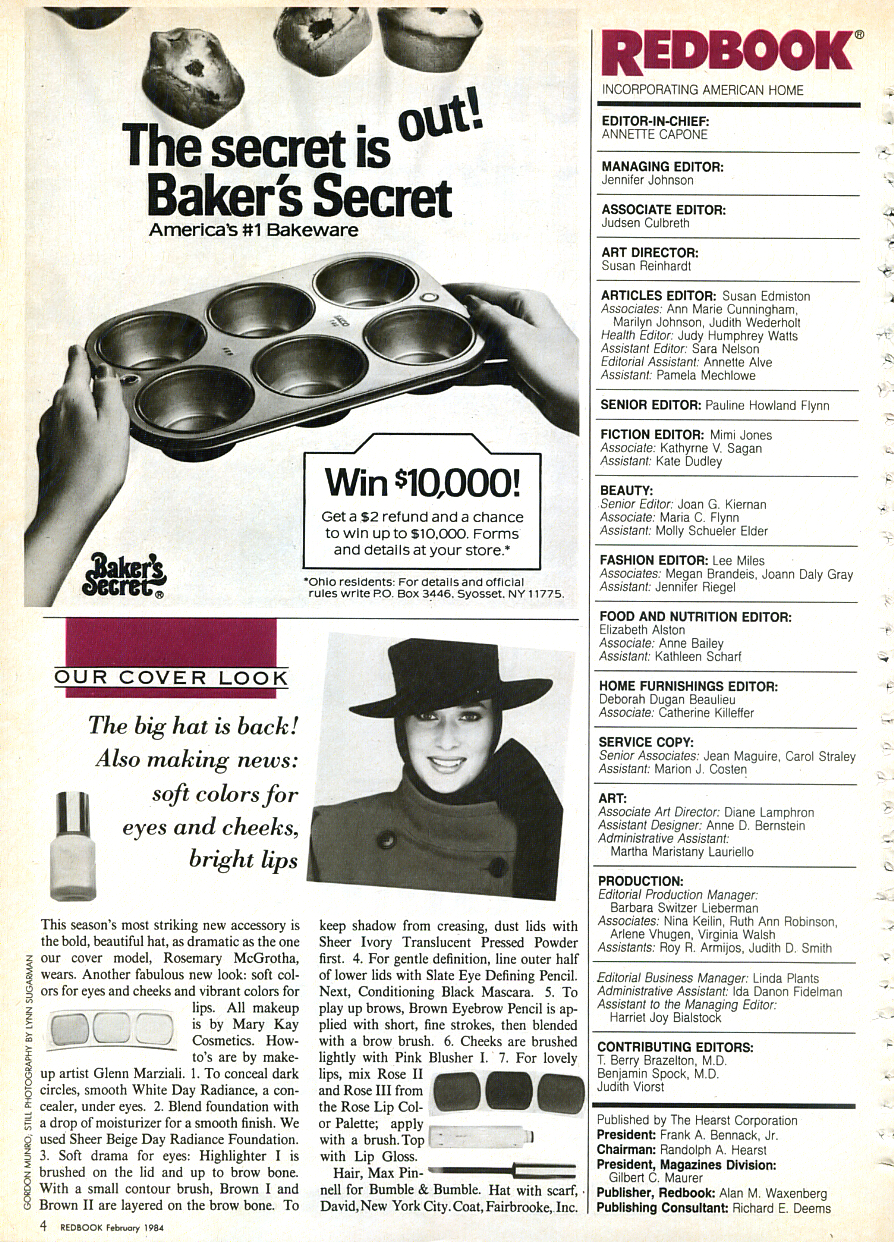 The secret is out!
Baker's Secret
America's #1 Bakeware
EKCO
Win $10,000!
Get a $2 refund and a chance
to win up to $10,000. Forms
and details at your store.*
Baker's
Secret®
*Ohio residents: For details and official
rules write P.O. Box 3446, Syosset, NY 11775.
OUR COVER LOOK
The big hat is back!
Also making news:
soft colors for
eyes and cheeks,
bright lips
This season's most striking new accessory is
the bold, beautiful hat, as dramatic as the one
our cover model, Rosemary McGrotha,
wears. Another fabulous new look: soft col-
ors for eyes and cheeks and vibrant colors for
lips. All makeup
is by Mary Kay
Cosmetics. How-
to's are by make-
up artist Glenn Marziali. 1. To conceal dark
circles, smooth White Day Radiance, a con-
cealer, under eyes. 2. Blend foundation with
a drop of moisturizer for a smooth finish. We
used Sheer Beige Day Radiance Foundation.
3. Soft drama for eyes: Highlighter I is
brushed on the lid and up to brow bone.
With a small contour brush, Brown I and
Brown II are layered on the brow bone. To
keep shadow from creasing, dust lids with
Sheer Ivory Translucent Pressed Powder
first. 4. For gentle definition, line outer half
of lower lids with Slate Eye Defining Pencil.
Next, Conditioning Black Mascara. 5. To
play up brows, Brown Eyebrow Pencil is ap-
plied with short, fine strokes, then blended
with a brow brush. 6. Cheeks are brushed
lightly with Pink Blusher I. 7. For lovely
lips, mix Rose II
and Rose III from
the Rose Lip Col-
or Palette; apply
with a brush. Top
with Lip Gloss.
Hair, Max Pin-
nell for Bumble & Bumble. Hat with scarf,
David, New York City. Coat, Fairbrooke, Inc.
GORDON MUNRO; STILL PHOTOGRAPHY BY LYNN SUGARMAN
4 REDBOOK February 1984
REDBOOK®
INCORPORATING AMERICAN HOME
EDITOR-IN-CHIEF:
ANNETTE CAPONE
MANAGING EDITOR:
Jennifer Johnson
ASSOCIATE EDITOR:
Judsen Culbreth
ART DIRECTOR:
Susan Reinhardt
ARTICLES EDITOR: Susan Edmiston
Associates: Ann Marie Cunningham,
Marilyn Johnson, Judith Wederholt
Health Editor: Judy Humphrey Watts
Assistant Editor: Sara Nelson
Editorial Assistant: Annette Alve
Assistant: Pamela Mechlowe
SENIOR EDITOR: Pauline Howland Flynn
FICTION EDITOR: Mimi Jones
Associate: Kathyrne V. Sagan
Assistant: Kate Dudley
BEAUTY:
Senior Editor: Joan G. Kiernan
Associate: Maria C. Flynn
Assistant: Molly Schueler Elder
FASHION EDITOR: Lee Miles
Associates: Megan Brandeis, Joann Daly Gray
Assistant: Jennifer Riegel
FOOD AND NUTRITION EDITOR:
Elizabeth Alston
Associate: Anne Bailey
Assistant: Kathleen Scharf
HOME FURNISHINGS EDITOR:
Deborah Dugan Beaulieu
Associate: Catherine Killeffer
SERVICE COPY:
Senior Associates: Jean Maguire, Carol Straley
Assistant: Marion J. Costen
ART:
Associate Art Director: Diane Lamphron
Assistant Designer: Anne D. Bernstein
Administrative Assistant:
Martha Maristany Lauriello
PRODUCTION:
Editorial Production Manager:
Barbara Switzer Lieberman
Associates: Nina Keilin, Ruth Ann Robinson,
Arlene Vhugen, Virginia Walsh
Assistants: Roy R. Armijos, Judith D. Smith
Editorial Business Manager: Linda Plants
Administrative Assistant: Ida Danon Fidelman
Assistant to the Managing Editor:
Harriet Joy Bialstock
CONTRIBUTING EDITORS:
T. Berry Brazelton, M.D.
Benjamin Spock, M.D.
Judith Viorst
Published by The Hearst Corporation
President: Frank A. Bennack, Jr.
Chairman: Randolph A. Hearst
President, Magazines Division:
Gilbert C. Maurer
Publisher, Redbook: Alan M. Waxenberg
Publishing Consultant: Richard E. Deems